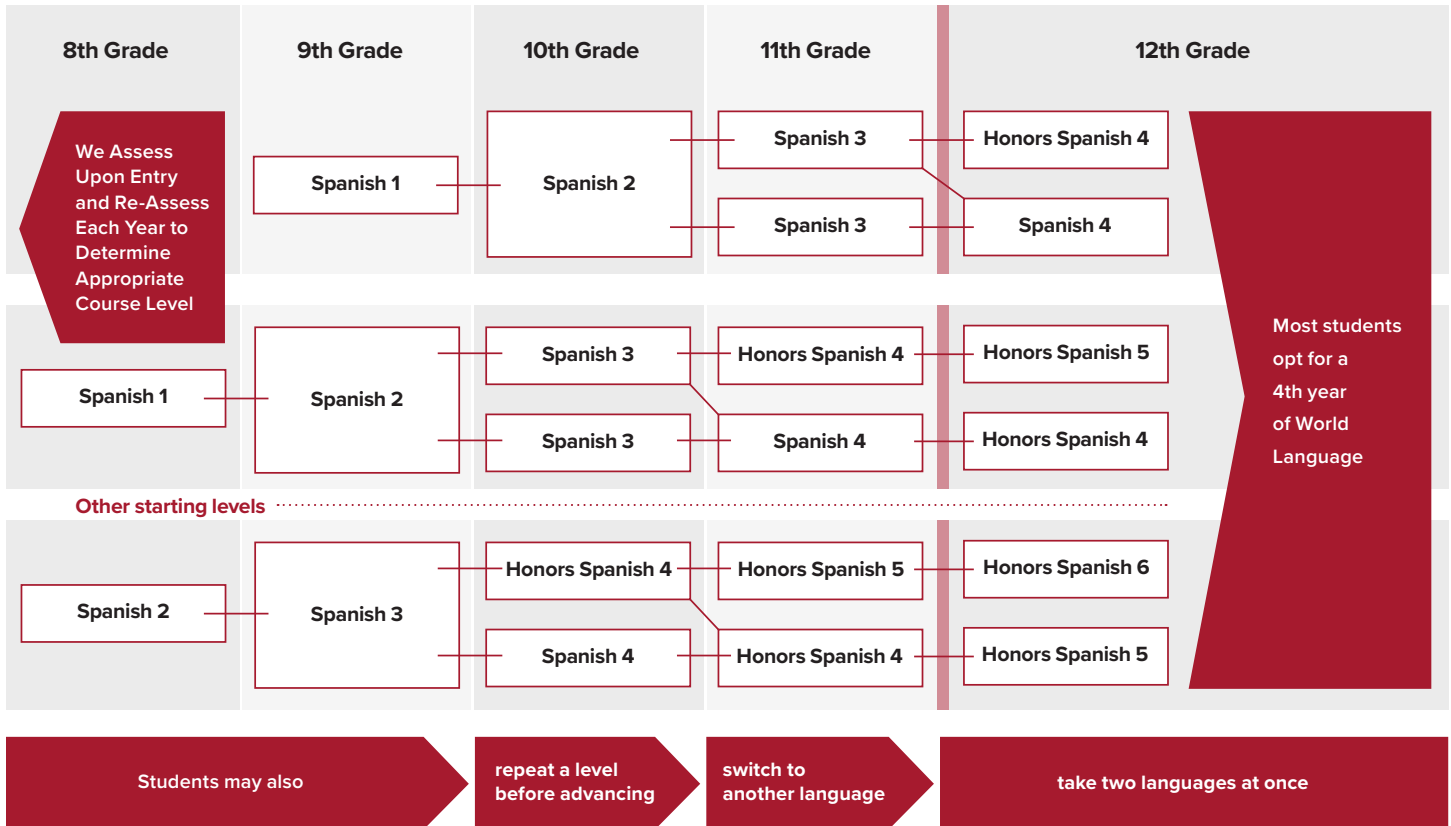 8th Grade
9th Grade
10th Grade
11th Grade
12th Grade
We Assess
Upon Entry
and Re-Assess
Each Year to
Determine
Appropriate
Course Level
Spanish 1
Spanish 2
Spanish 3
Spanish 3
Honors Spanish 4
Spanish 4
Spanish 1
Spanish 2
Spanish 3
Spanish 3
Honors Spanish 4
Spanish 4
Honors Spanish 5
Honors Spanish 4
Most students
opt for a
4th year
of World
Language
Other starting levels
Spanish 2
Spanish 3
Honors Spanish 4
Spanish 4
Honors Spanish 5
Honors Spanish 4
Honors Spanish 6
Honors Spanish 5
Students may also
repeat a level
before advancing
switch to
another language
take two languages at once